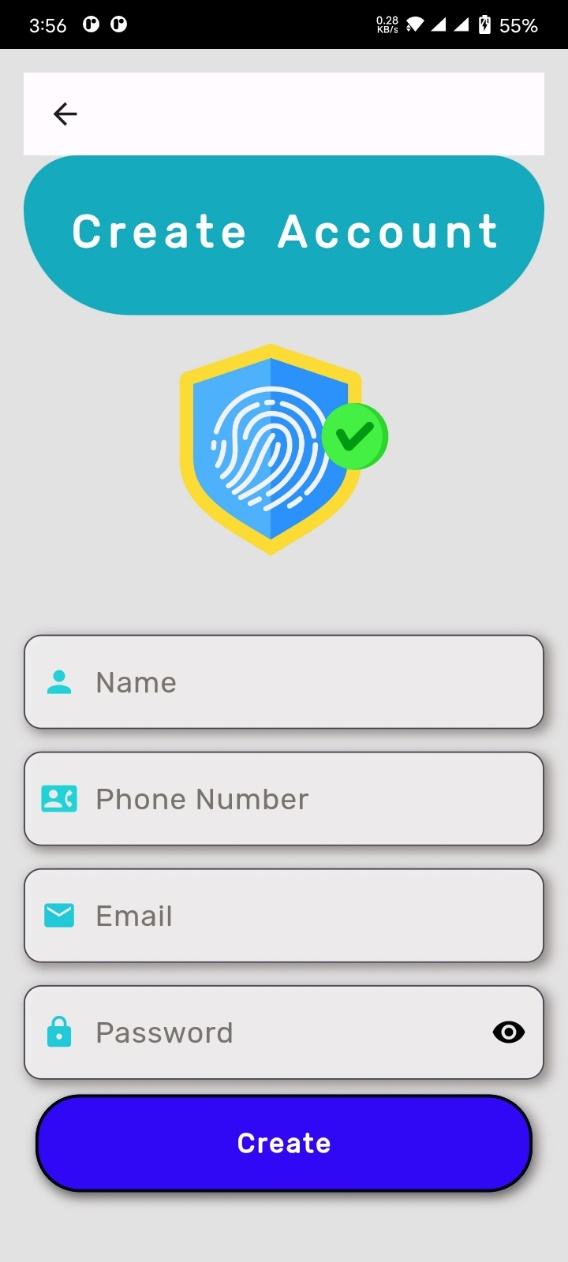 3:56 0.28 KB/s 55%
Create Account
Name
Phone Number
Email
Password
Create